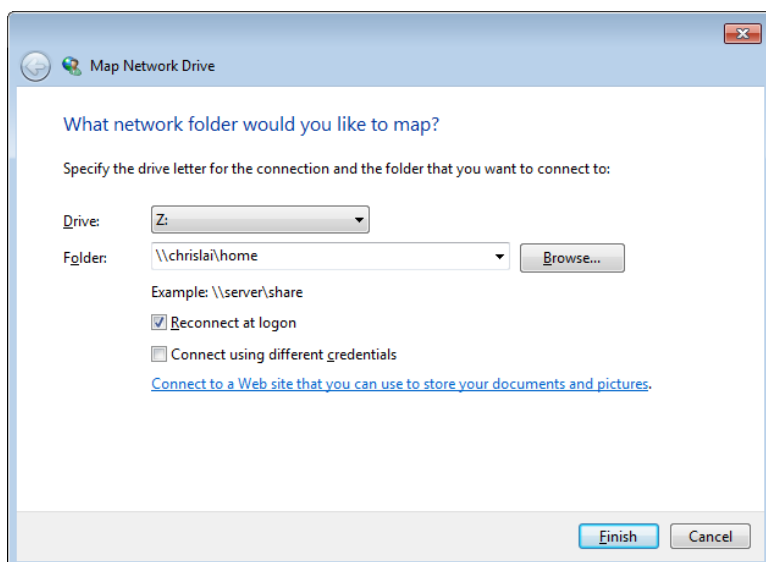 Map Network Drive
What network folder would you like to map?
Specify the drive letter for the connection and the folder that you want to connect to:
Drive: Z:
Folder: \\chrislai\home Browse...
Example: \\server\share
Reconnect at logon
Connect using different credentials
Connect to a Web site that you can use to store your documents and pictures.
Finish Cancel